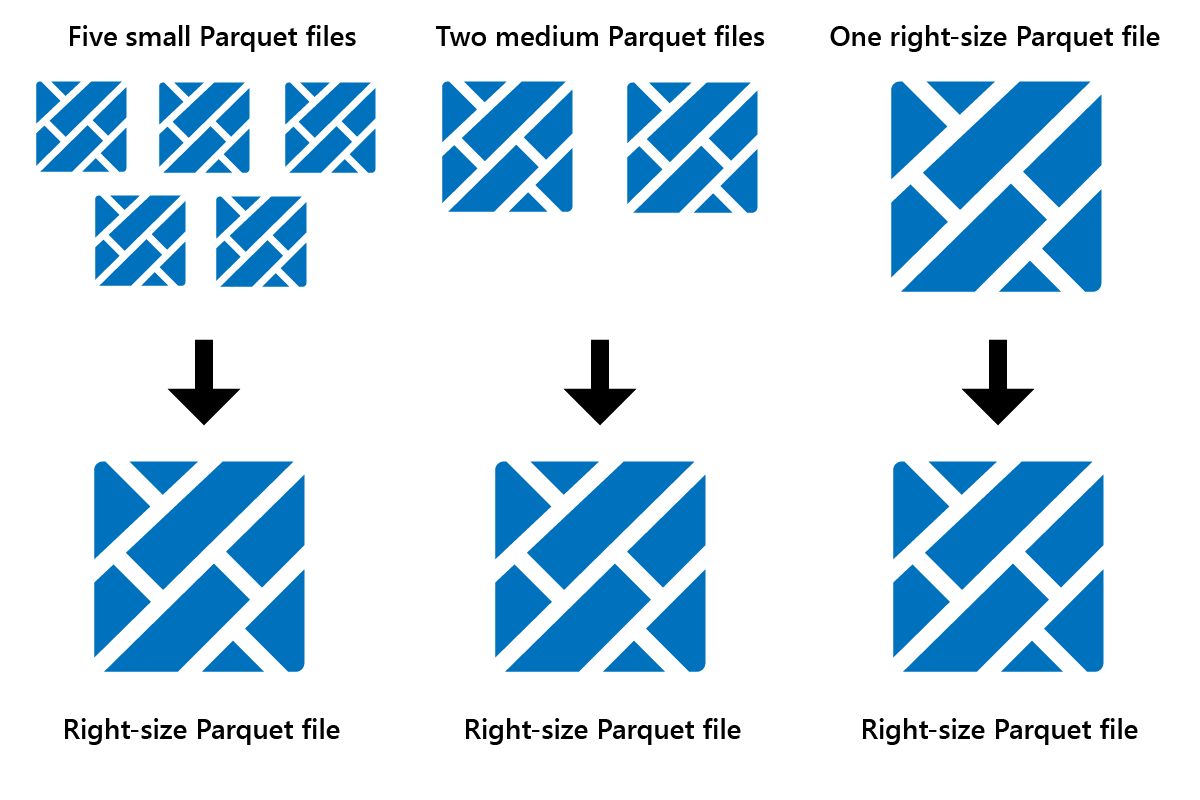 Five small Parquet files
Two medium Parquet files
One right-size Parquet file
Right-size Parquet file
Right-size Parquet file
Right-size Parquet file